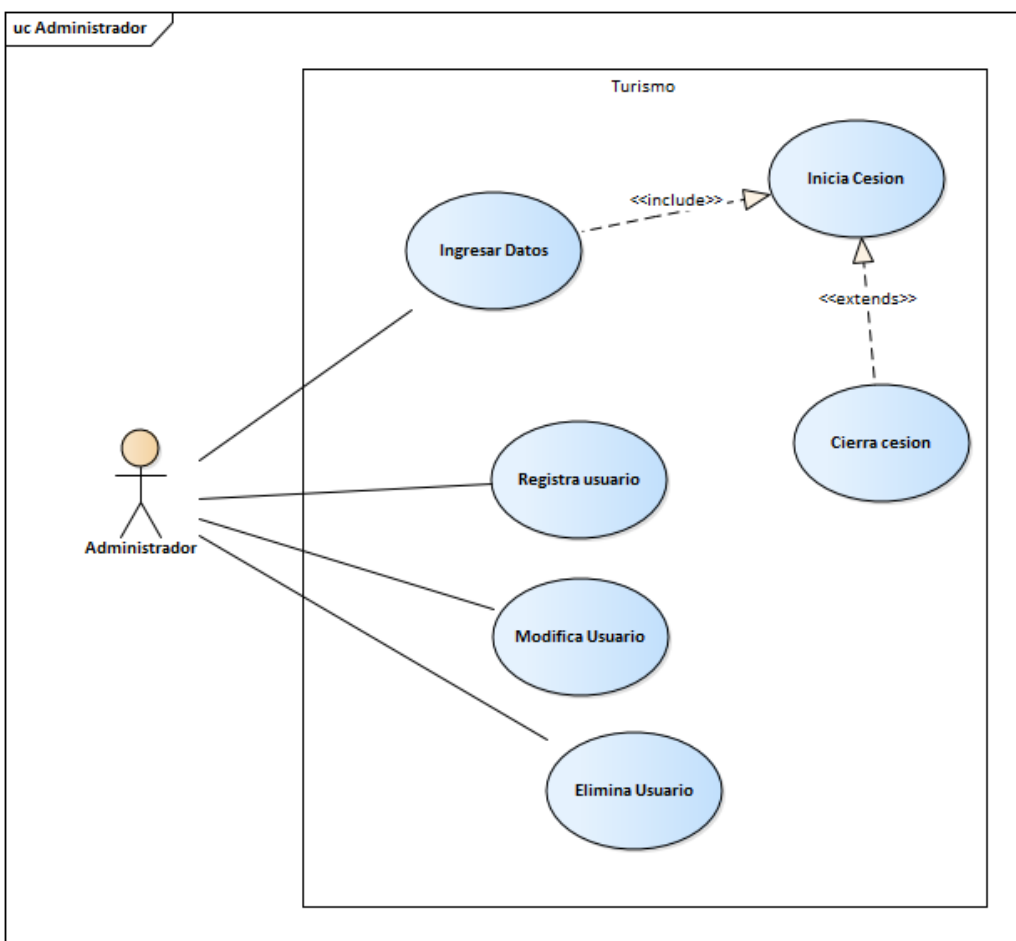 uc Administrador
Turismo
Inicia Cesion
<<include>>
Ingresar Datos
<<extends>>
Cierra cesion
Registra usuario
Administrador
Modifica Usuario
Elimina Usuario